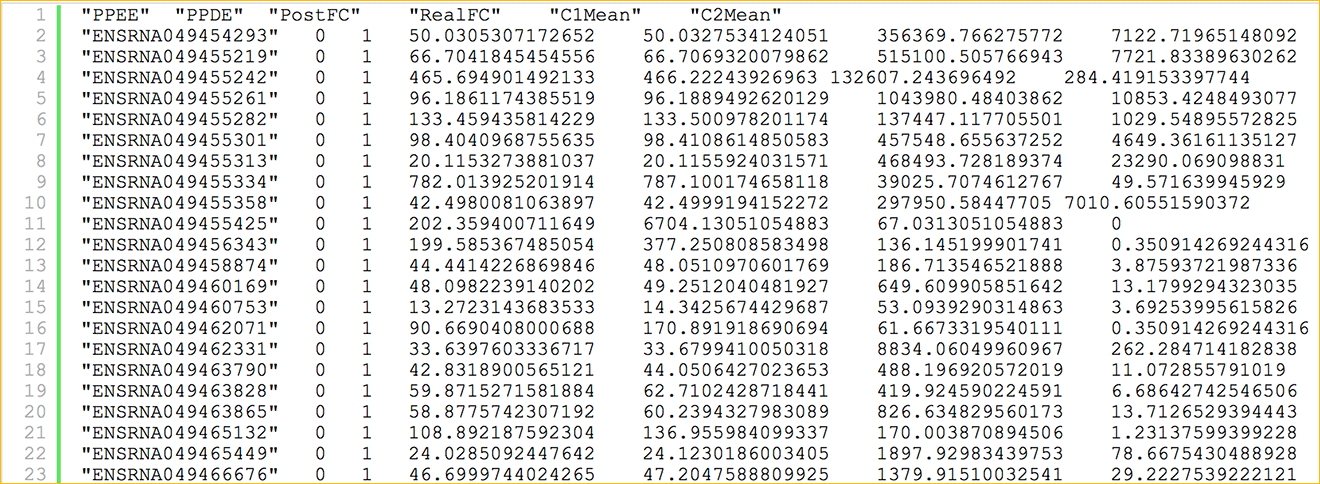 1 "PPEE" "PPDE" "PostFC" "RealFC" "C1Mean" "C2Mean"
2 "ENSRNA049454293" 0 1 50.0305307172652 50.0327534124051 356369.766275772 7122.71965148092
3 "ENSRNA049455219" 0 1 66.7041845454556 66.7069320079862 515100.505766943 7721.83389630262
4 "ENSRNA049455242" 0 1 465.694901492133 466.22243926963 132607.243696492 284.419153397744
5 "ENSRNA049455261" 0 1 96.1861174385519 96.1889492620129 1043980.48403862 10853.4248493077
6 "ENSRNA049455282" 0 1 133.459435814229 133.500978201174 137447.117705501 1029.54895572825
7 "ENSRNA049455301" 0 1 98.4040968755635 98.4108614850583 457548.655637252 4649.36161135127
8 "ENSRNA049455313" 0 1 20.1153273881037 20.1155924031571 468493.728189374 23290.069098831
9 "ENSRNA049455334" 0 1 782.013925201914 787.100174658118 39025.7074612767 49.571639945929
10 "ENSRNA049455358" 0 1 42.4980081063897 42.4999194152272 297950.58447705 7010.60551590372
11 "ENSRNA049455425" 0 1 202.359400711649 6704.13051054883 67.0313051054883 0
12 "ENSRNA049456343" 0 1 199.585367485054 377.250808583498 136.145199901741 0.350914269244316
13 "ENSRNA049458874" 0 1 44.4414226869846 48.0510970601769 186.713546521888 3.87593721987336
14 "ENSRNA049460169" 0 1 48.0982239140202 49.2512040481927 649.609905851642 13.1799294323035
15 "ENSRNA049460753" 0 1 13.2723143683533 14.3425674429687 53.0939290314863 3.69253995615826
16 "ENSRNA049462071" 0 1 90.6690408000688 170.891918690694 61.6673319540111 0.350914269244316
17 "ENSRNA049462331" 0 1 33.6397603336717 33.6799410050318 8834.06049960967 262.284714182838
18 "ENSRNA049463790" 0 1 42.8318900565121 44.0506427023653 488.196920572019 11.072855791019
19 "ENSRNA049463828" 0 1 59.8715271581884 62.7102428718441 419.924590224591 6.68642742546506
20 "ENSRNA049463865" 0 1 58.8775742307192 60.2394327983089 826.634829560173 13.7126529394443
21 "ENSRNA049465132" 0 1 108.892187592304 136.955984099337 170.003870894506 1.23137599399228
22 "ENSRNA049465449" 0 1 24.0285092447642 24.1230186003405 1897.92983439753 78.6675430488928
23 "ENSRNA049466676" 0 1 46.6999744024265 47.2047588809925 1379.91510032541 29.2227539222121